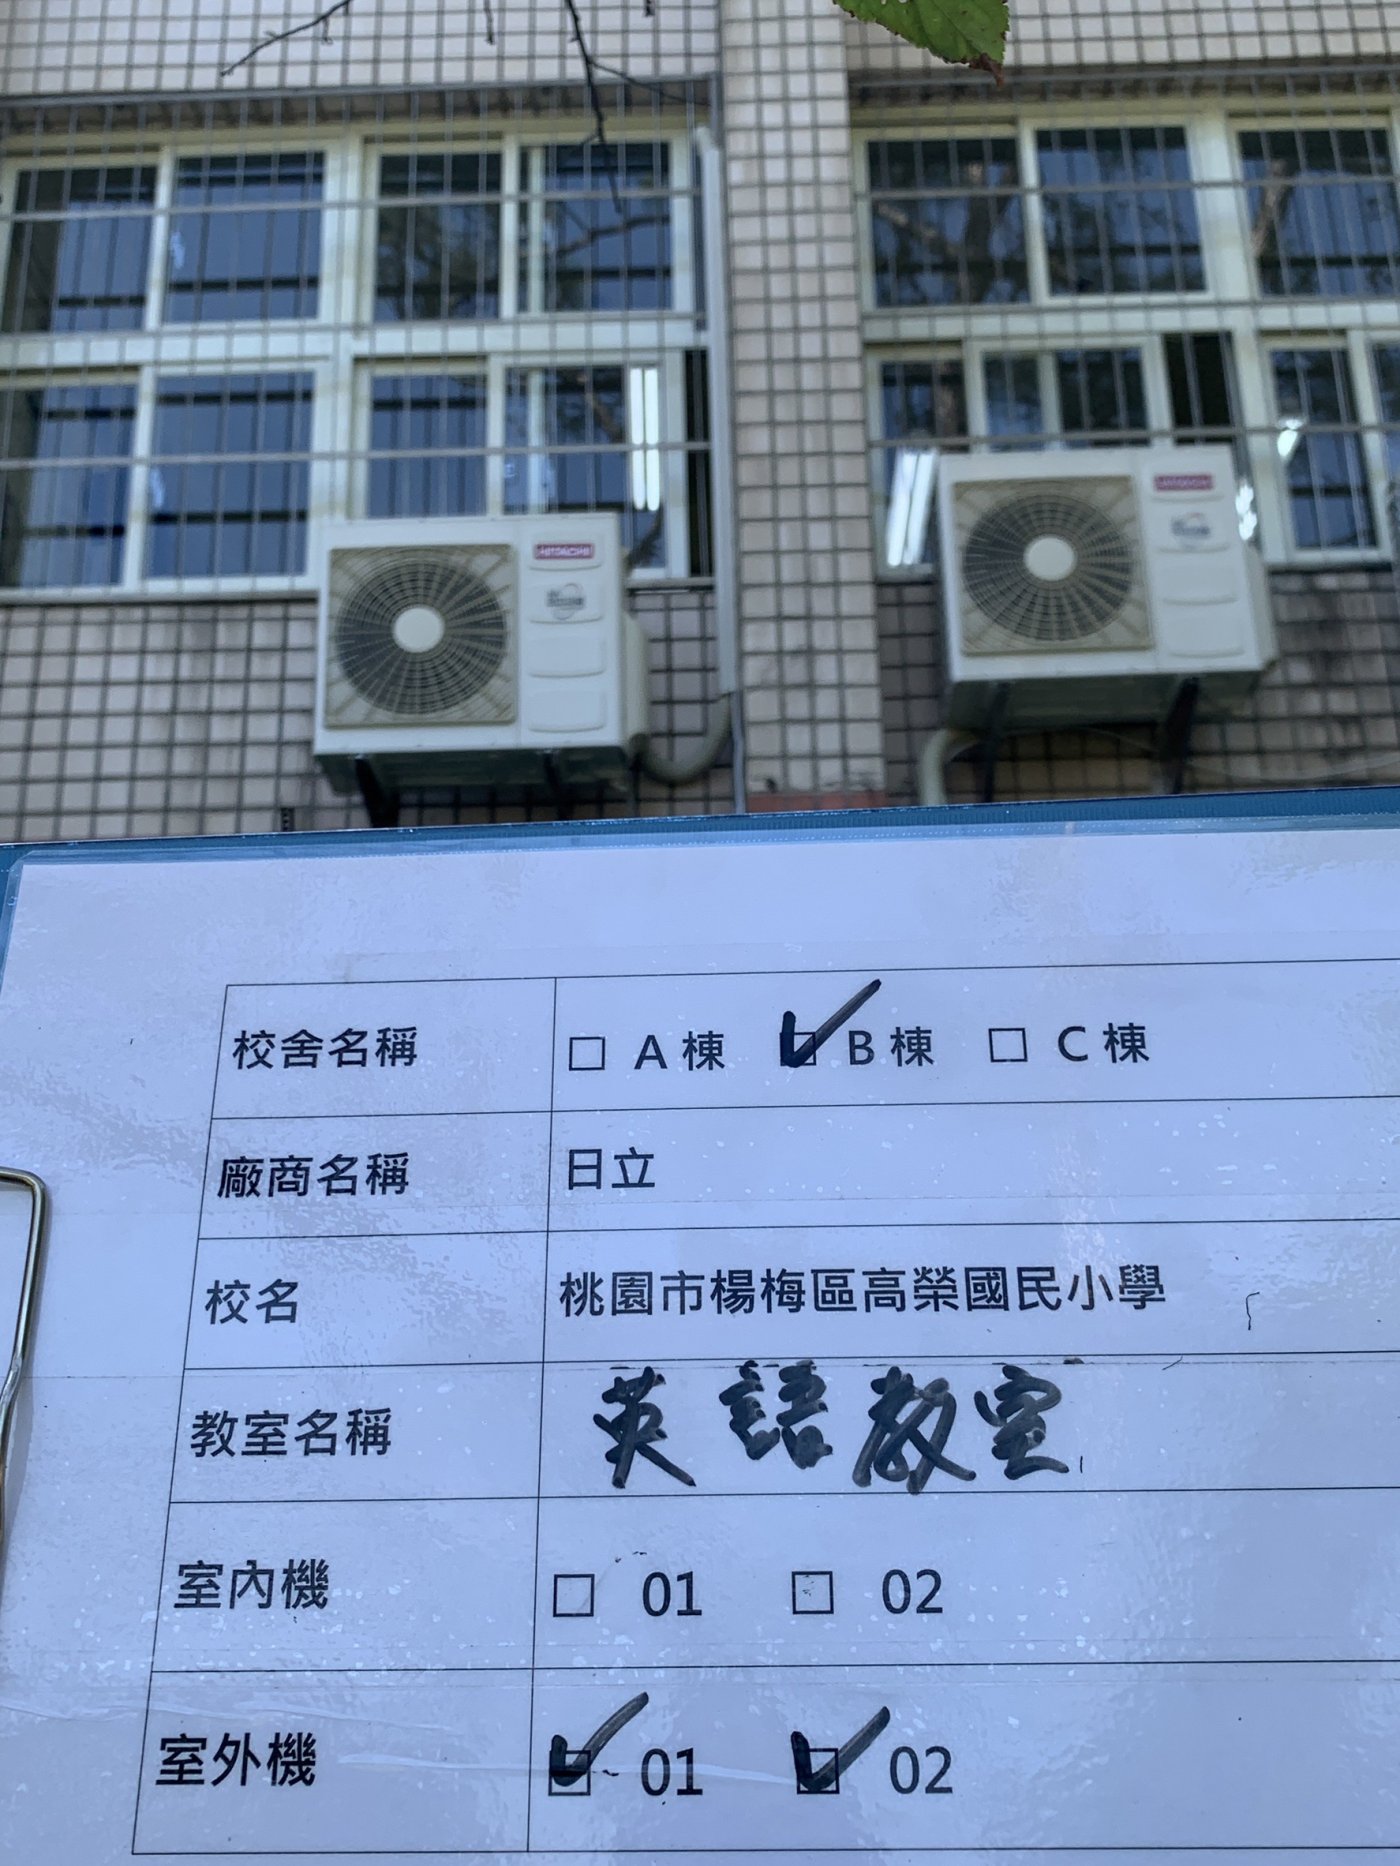 HITACHI
HITACHI
校舍名稱 □ A棟 ☑ B棟 □ C棟
廠商名稱 日立
校名 桃園市楊梅區高榮國民小學
教室名稱 英語教室
室內機 □ 01 □ 02
室外機 ☑ 01 ☑ 02